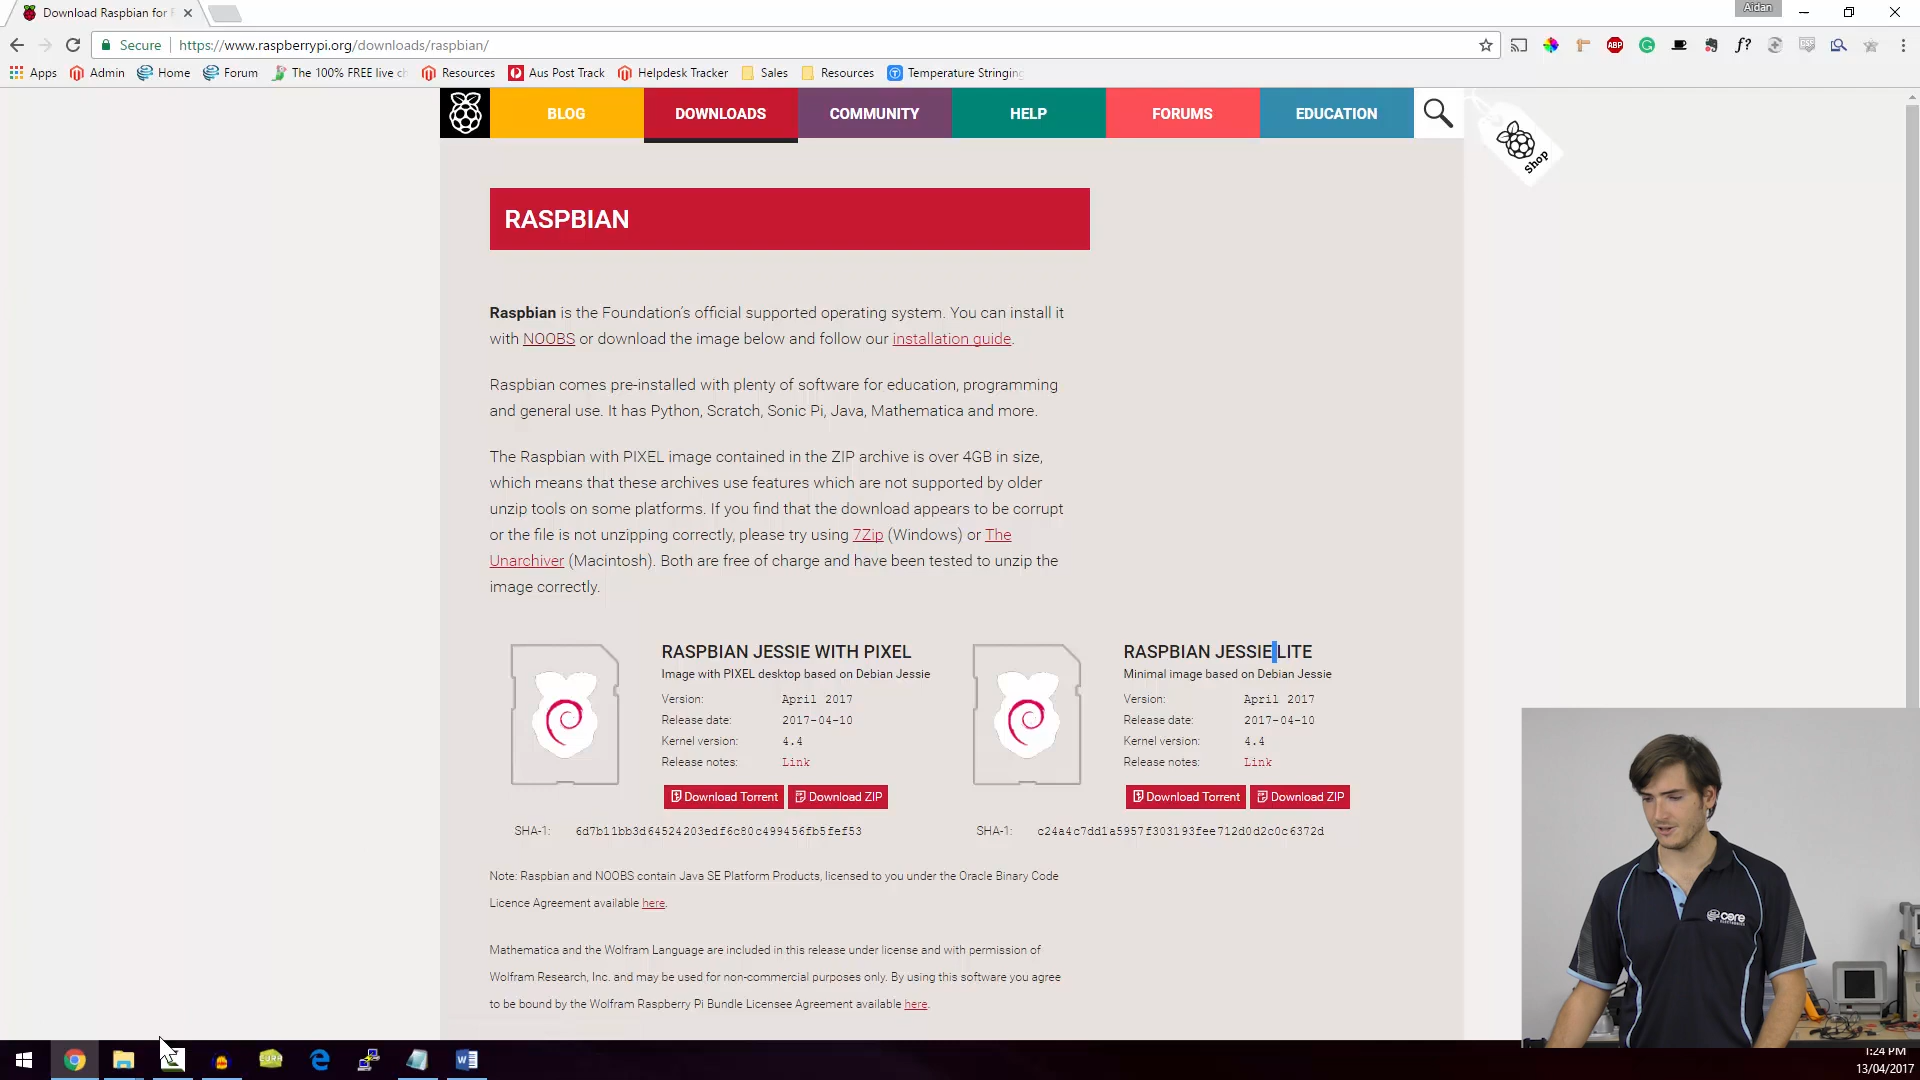 Download Raspbian for
Aidan
Secure
https://www.raspberrypi.org/downloads/raspbian/
ABP
f?
Apps
Admin
Home
Forum
The 100% FREE live c
Resources
Aus Post Track
Helpdesk Tracker
Sales
Resources
Temperature Stringing
BLOG
DOWNLOADS
COMMUNITY
HELP
FORUMS
EDUCATION
Shop
RASPBIAN
Raspbian is the Foundation's official supported operating system. You can install it
with NOOBS or download the image below and follow our installation guide.
Raspbian comes pre-installed with plenty of software for education, programming
and general use. It has Python, Scratch, Sonic Pi, Java, Mathematica and more.
The Raspbian with PIXEL image contained in the ZIP archive is over 4GB in size,
which means that these archives use features which are not supported by older
unzip tools on some platforms. If you find that the download appears to be corrupt
or the file is not unzipping correctly, please try using 7Zip (Windows) or The
Unarchiver (Macintosh). Both are free of charge and have been tested to unzip the
image correctly.
RASPBIAN JESSIE WITH PIXEL
Image with PIXEL desktop based on Debian Jessie
Version: April 2017
Release date: 2017-04-10
Kernel version: 4.4
Release notes: Link
Download Torrent
Download ZIP
SHA-1: 6d7b11bb3d64524203edf6c80c499456fb5fef53
RASPBIAN JESSIE LITE
Minimal image based on Debian Jessie
Version: April 2017
Release date: 2017-04-10
Kernel version: 4.4
Release notes: Link
Download Torrent
Download ZIP
SHA-1: c24a4c7dd1a5957f303193fee712d0d2c0c6372d
Note: Raspbian and NOOBS contain Java SE Platform Products, licensed to you under the Oracle Binary Code
Licence Agreement available here.
Mathematica and the Wolfram Language are included in this release under license and with permission of
Wolfram Research, Inc. and may be used for non-commercial purposes only. By using this software you agree
to be bound by the Wolfram Raspberry Pi Bundle Licensee Agreement available here.
core
CURA
1:24 PM
13/04/2017